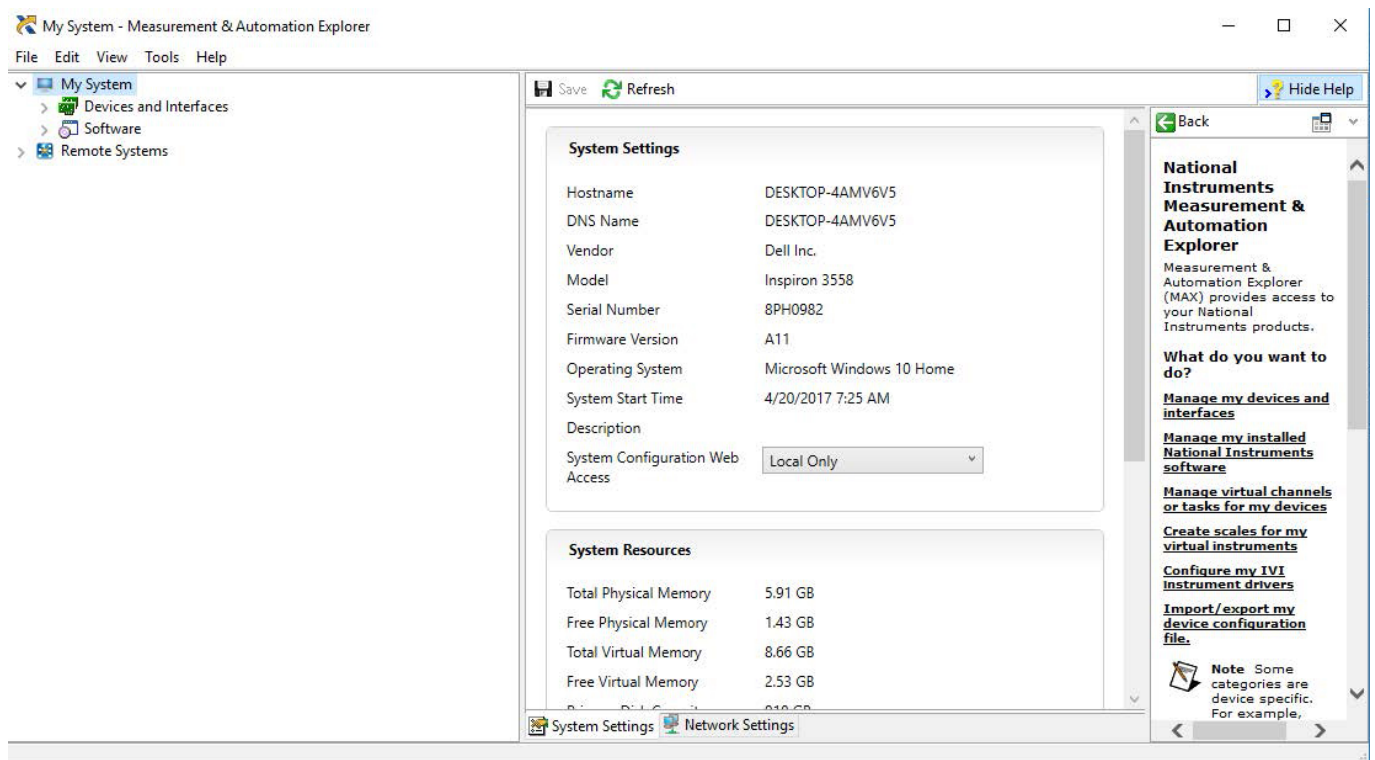 My System - Measurement & Automation Explorer
File Edit View Tools Help
My System
Devices and Interfaces
Software
Remote Systems
Save Refresh
Hide Help
System Settings
Hostname DESKTOP-4AMV6V5
DNS Name DESKTOP-4AMV6V5
Vendor Dell Inc.
Model Inspiron 3558
Serial Number 8PH0982
Firmware Version A11
Operating System Microsoft Windows 10 Home
System Start Time 4/20/2017 7:25 AM
Description
System Configuration Web
Access
Local Only
System Resources
Total Physical Memory 5.91 GB
Free Physical Memory 1.43 GB
Total Virtual Memory 8.66 GB
Free Virtual Memory 2.53 GB
System Settings Network Settings
Back
National
Instruments
Measurement &
Automation
Explorer
Measurement &
Automation Explorer
(MAX) provides access to
your National
Instruments products.
What do you want to
do?
Manage my devices and
interfaces
Manage my installed
National Instruments
software
Manage virtual channels
or tasks for my devices
Create scales for my
virtual instruments
Configure my IVI
Instrument drivers
Import/export my
device configuration
file.
Note Some
categories are
device specific.
For example,